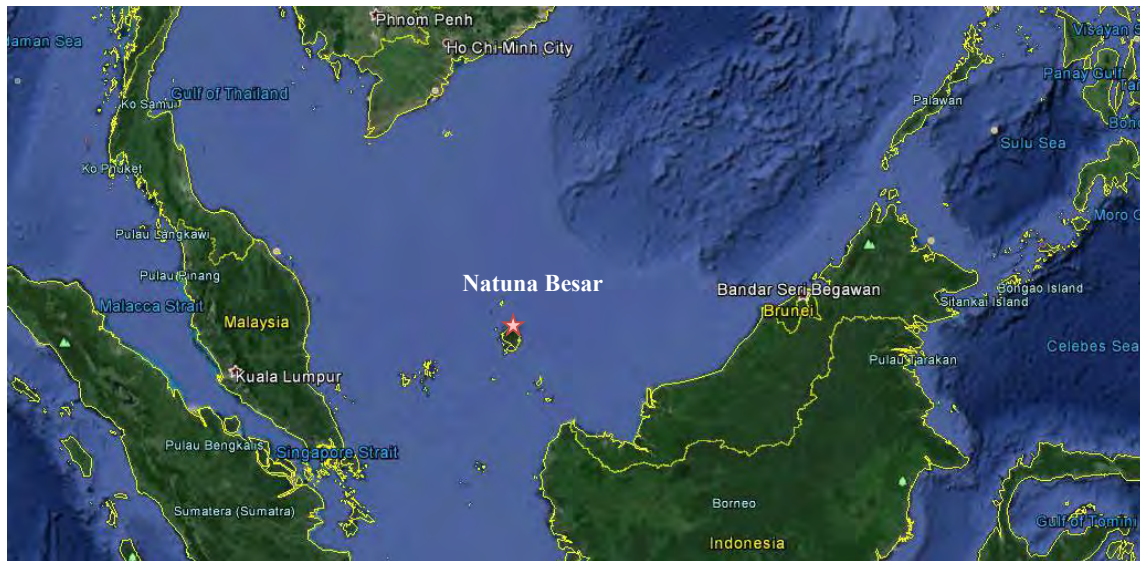 Phnom Penh
Ho Chi-Minh City
Gulf of Thailand
Ko Samui
Ko Phuket
Pulau Langkawi
Pulau Pinang
Malacca Strait
Malaysia
Kuala Lumpur
Pulau Bengkalis
Singapore Strait
Sumatera (Sumatra)
Natuna Besar
Palawan
Panay Gulf
Sulu Sea
Bandar Seri Begawan
Brunei
Bongao Island
Sitankai Island
Celebes Sea
Pulau Tarakan
Borneo
Indonesia
Gulf of Tomini